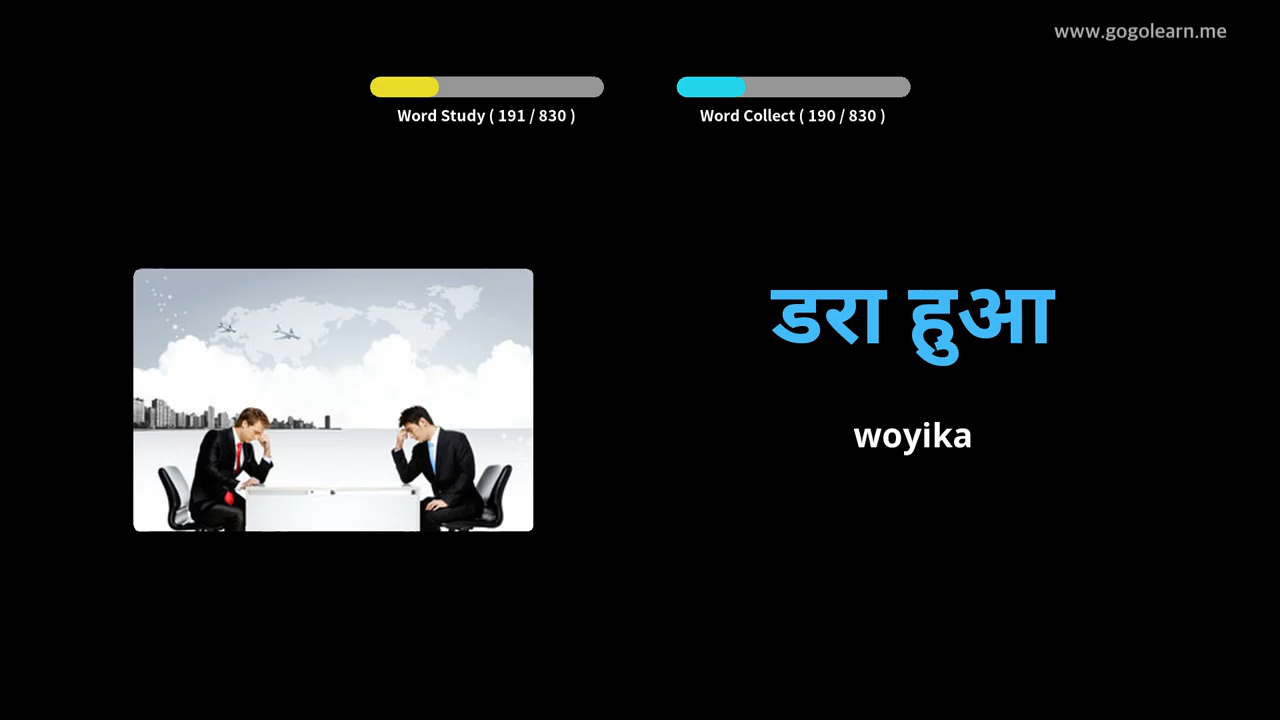 www.gogolearn.me
Word Study ( 191 / 830 )
Word Collect ( 190 / 830 )
डरा हुआ
woyika